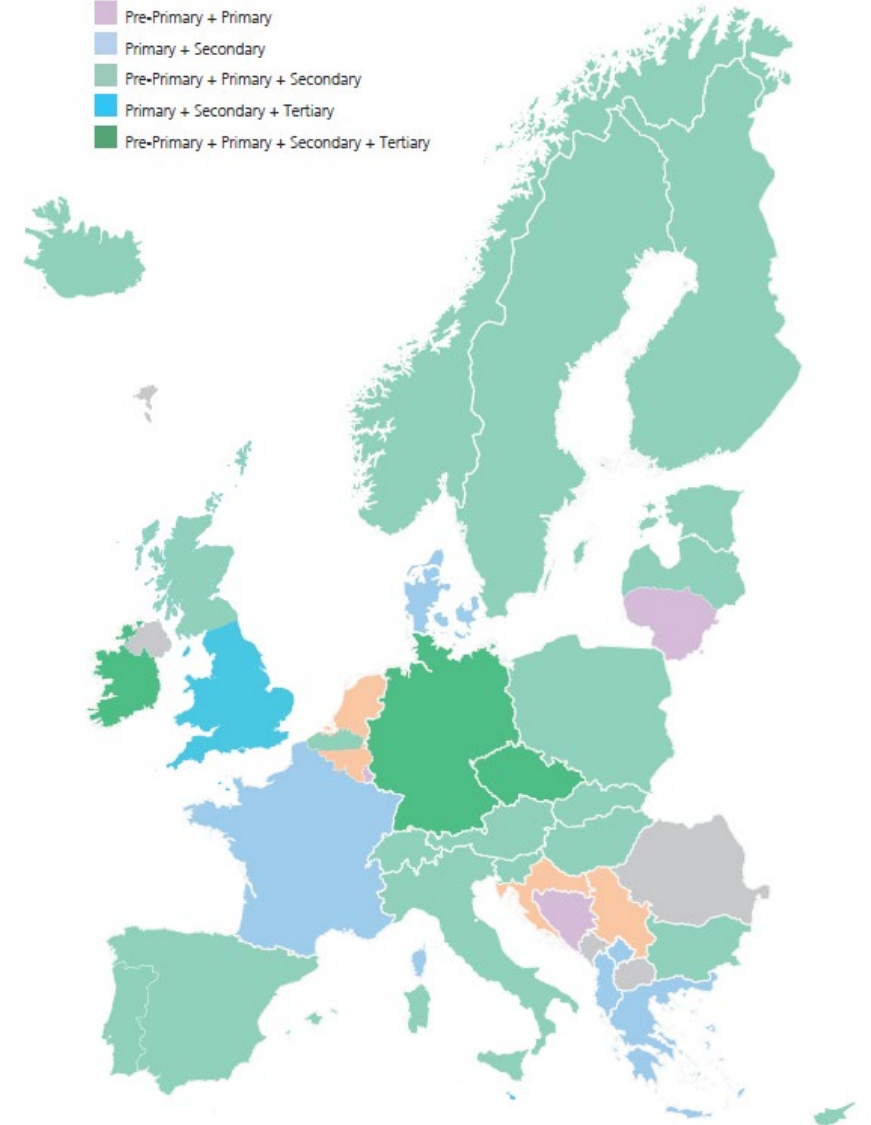 Pre-Primary + Primary
Primary + Secondary
Pre-Primary + Primary + Secondary
Primary + Secondary + Tertiary
Pre-Primary + Primary + Secondary + Tertiary